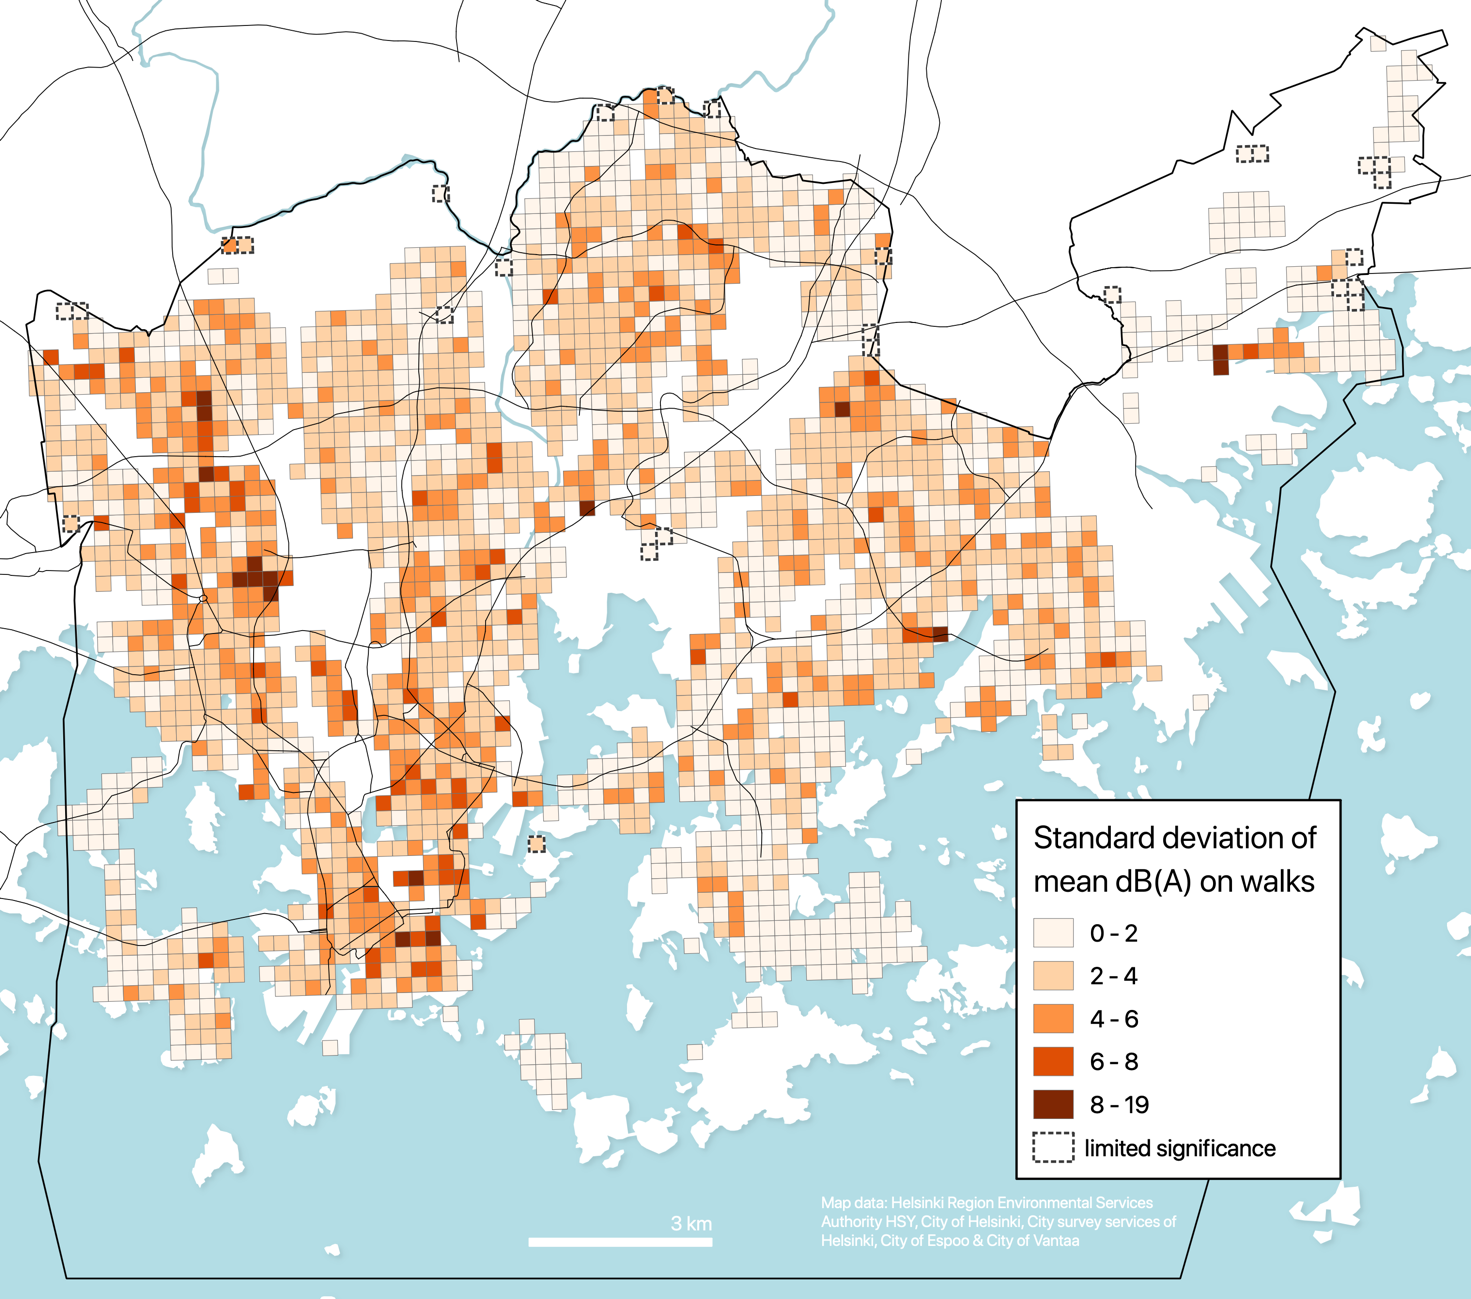 Standard deviation of
mean dB(A) on walks
0 - 2
2 - 4
4 - 6
6 - 8
8 - 19
limited significance
3 km
Map data: Helsinki Region Environmental Services
Authority HSY, City of Helsinki, City survey services of
Helsinki, City of Espoo & City of Vantaa